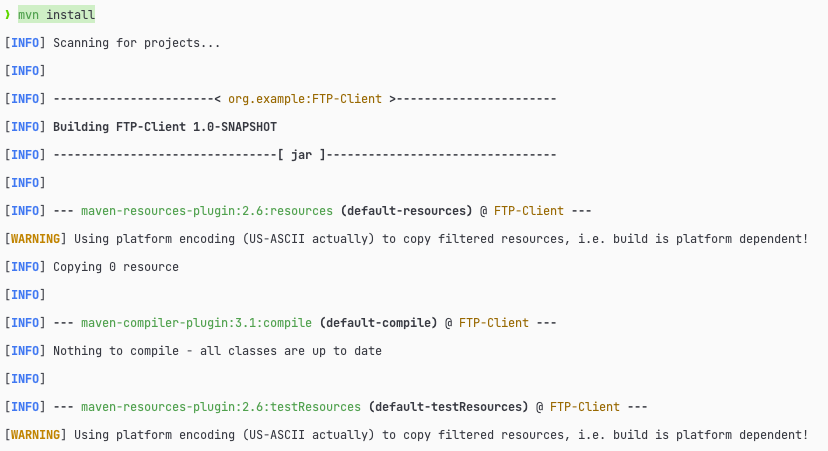 ❯ mvn install
[INFO] Scanning for projects...
[INFO]
[INFO] -----------------------< org.example:FTP-Client >-----------------------
[INFO] Building FTP-Client 1.0-SNAPSHOT
[INFO] --------------------------------[ jar ]---------------------------------
[INFO]
[INFO] --- maven-resources-plugin:2.6:resources (default-resources) @ FTP-Client ---
[WARNING] Using platform encoding (US-ASCII actually) to copy filtered resources, i.e. build is platform dependent!
[INFO] Copying 0 resource
[INFO]
[INFO] --- maven-compiler-plugin:3.1:compile (default-compile) @ FTP-Client ---
[INFO] Nothing to compile - all classes are up to date
[INFO]
[INFO] --- maven-resources-plugin:2.6:testResources (default-testResources) @ FTP-Client ---
[WARNING] Using platform encoding (US-ASCII actually) to copy filtered resources, i.e. build is platform dependent!